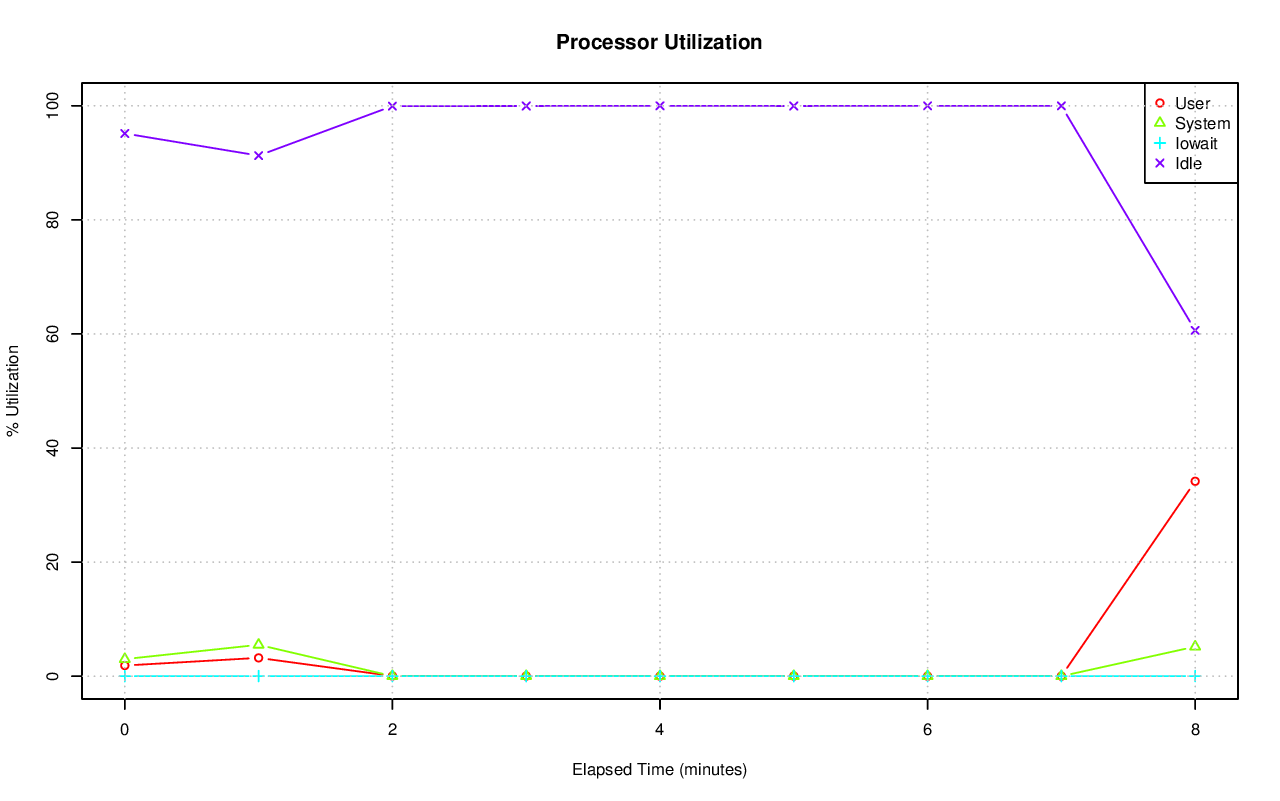 Processor Utilization
% Utilization
100
80
60
40
20
0
User
System
Iowait
Idle
0 2 4 6 8
Elapsed Time (minutes)